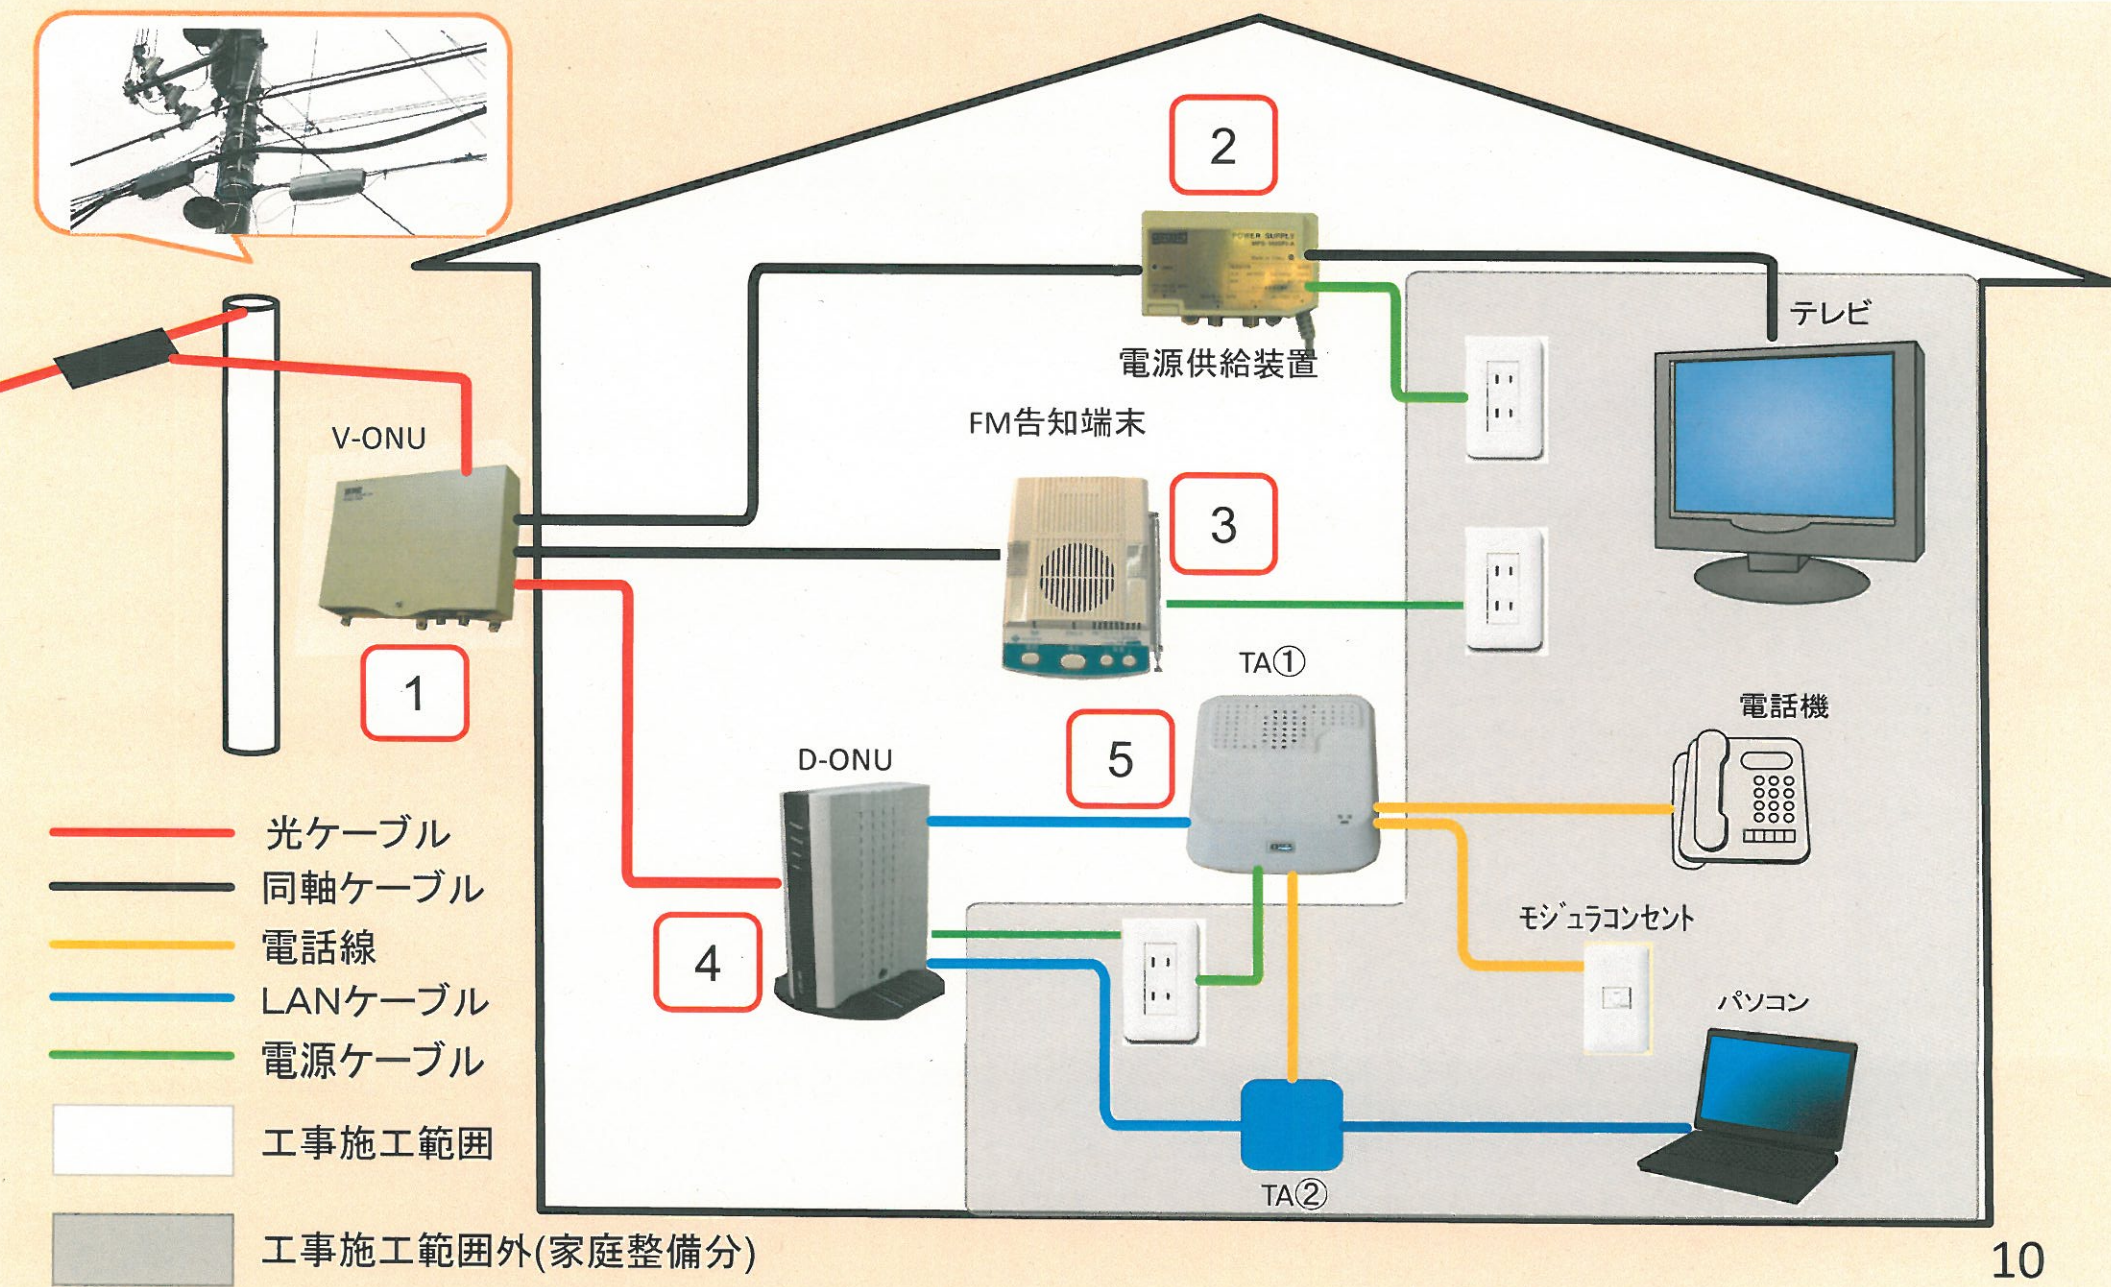 2
POWER SUPPLY
テレビ
電源供給装置
FM告知端末
V-ONU
3
1
TA①
電話機
5
D-ONU
光ケーブル
同軸ケーブル
電話線
LANケーブル
電源ケーブル
4
モジュラコンセント
パソコン
工事施工範囲
TA②
工事施工範囲外(家庭整備分)
10